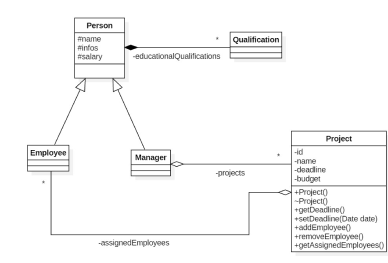 Person
#name
#infos
#salary
*
-educationalQualifications
Qualification
Employee
*
Manager
*
-projects
Project
-id
-name
-deadline
-budget
+Project()
~Project()
+getDeadline()
+setDeadline(Date date)
+addEmployee()
+removeEmployee()
+getAssignedEmployees()
-assignedEmployees